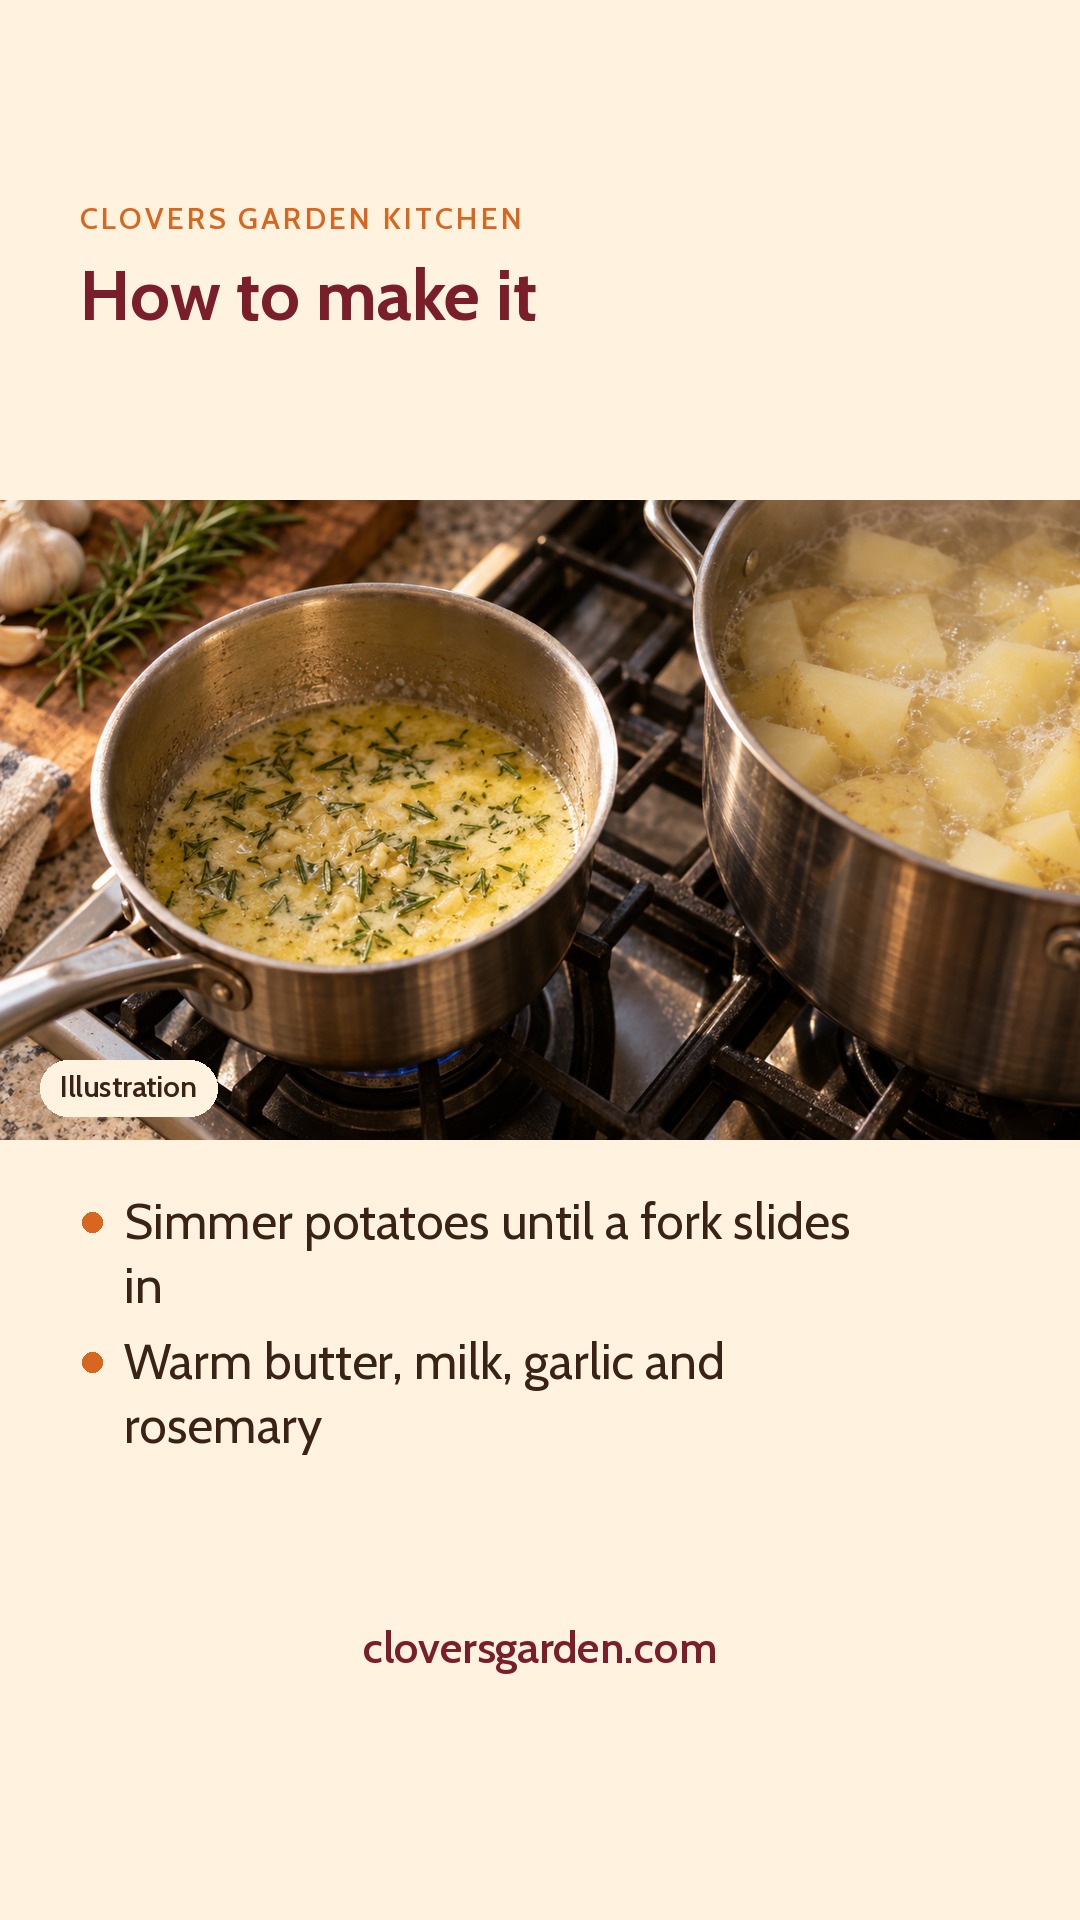 CLOVERS GARDEN KITCHEN
How to make it
Illustration
Simmer potatoes until a fork slides
in
Warm butter, milk, garlic and
rosemary
cloversgarden.com